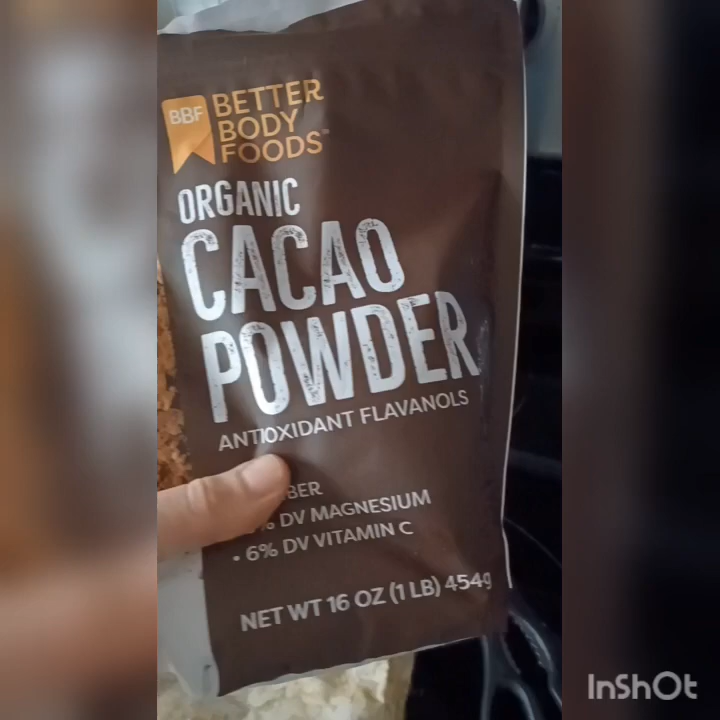 BBF
BETTER
BODY
FOODS™
ORGANIC
CACAO
POWDER
ANTIOXIDANT FLAVANOLS
% DV MAGNESIUM
• 6% DV VITAMIN C
NET WT 16 OZ (1 LB) 454g
InShOt